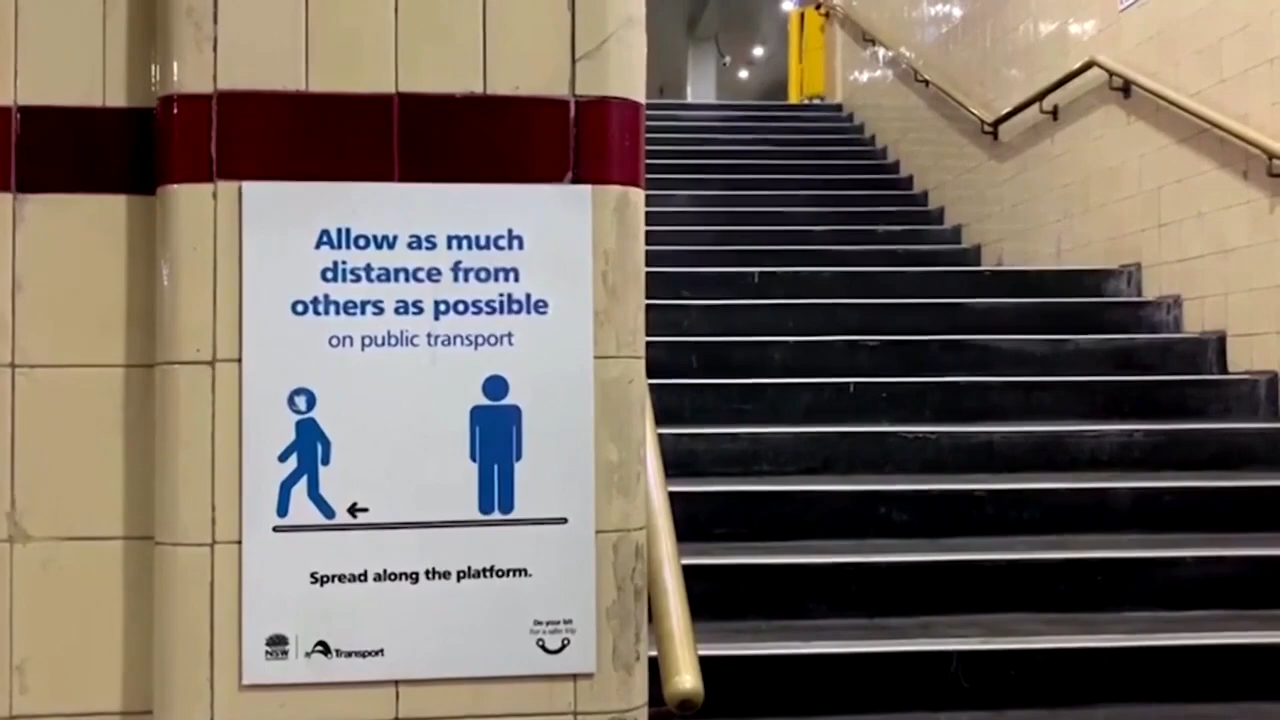 Allow as much
distance from
others as possible
on public transport
Spread along the platform.
Do your bit
for a safe trip
NSW
Transport